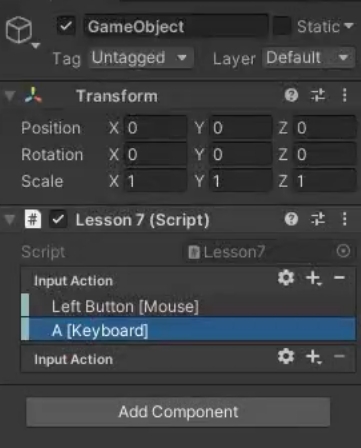 GameObject Static
Tag Untagged Layer Default
Transform
Position X 0 Y 0 Z 0
Rotation X 0 Y 0 Z 0
Scale X 1 Y 1 Z 1
# Lesson 7 (Script)
Script # Lesson7
Input Action
Left Button [Mouse]
A [Keyboard]
Input Action
Add Component